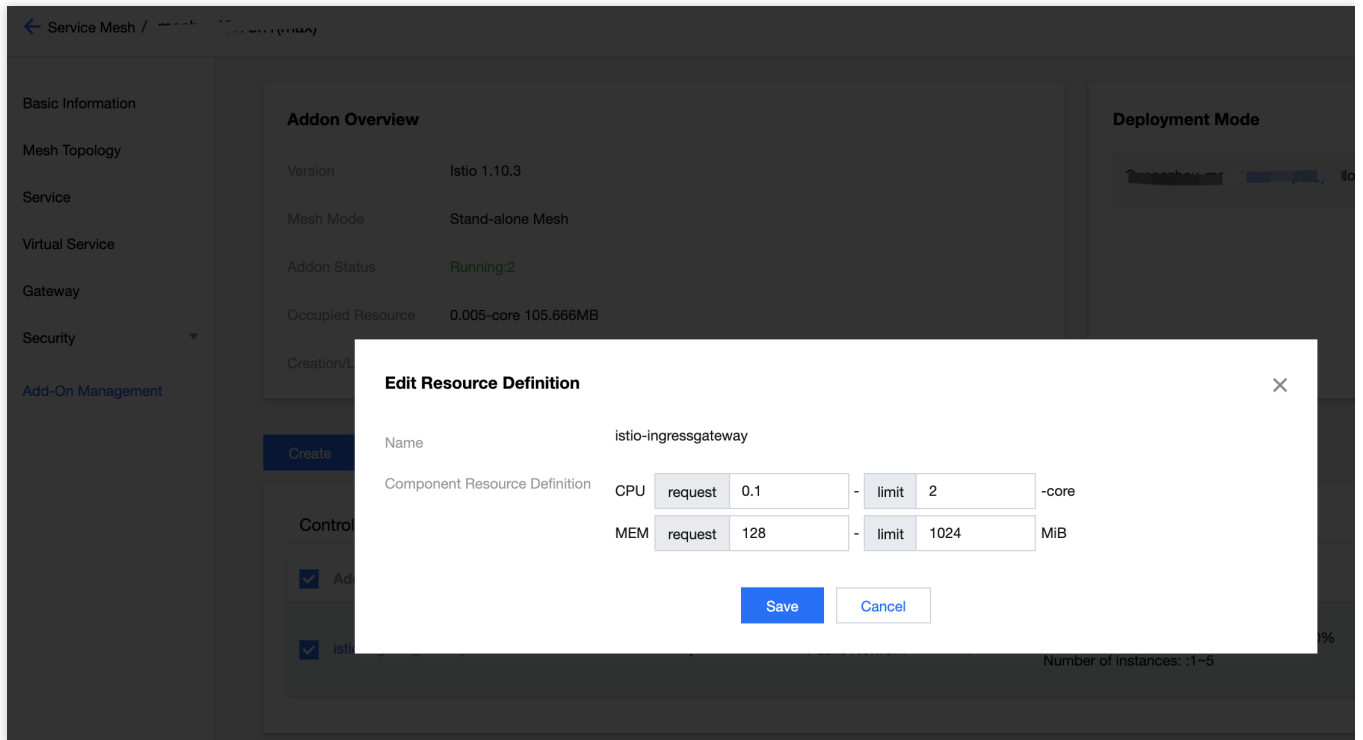 Service Mesh /
Basic Information
Mesh Topology
Service
Virtual Service
Gateway
Security
Add-On Management
Addon Overview
Version Istio 1.10.3
Mesh Mode Stand-alone Mesh
Addon Status Running:2
Occupied Resource 0.005-core 105.666MB
Creation/L
Deployment Mode
Create
Control
Edit Resource Definition
Name istio-ingressgateway
Component Resource Definition CPU request 0.1 - limit 2 -core
MEM request 128 - limit 1024 MiB
Save Cancel
Number of instances: :1~5